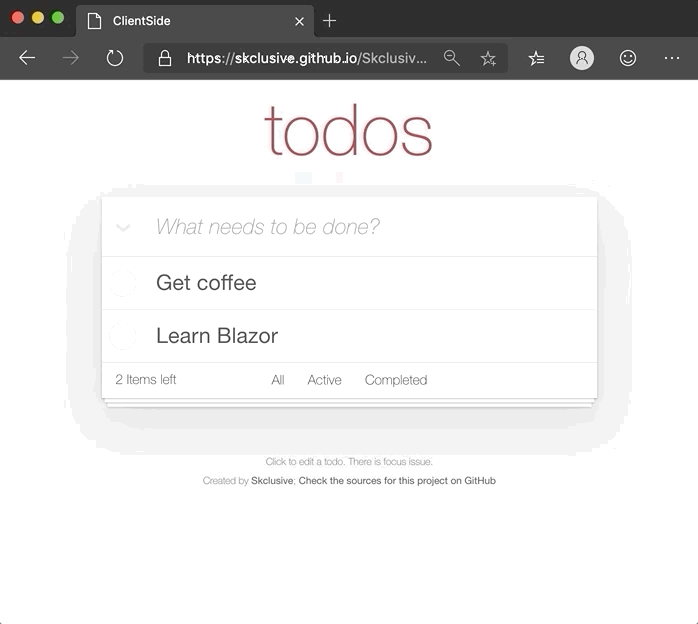 ClientSide
https://skclusive.github.io/Skclusiv...
todos
What needs to be done?
Get coffee
Learn Blazor
2 Items left All Active Completed
Click to edit a todo. There is focus issue.
Created by Skclusive; Check the sources for this project on GitHub